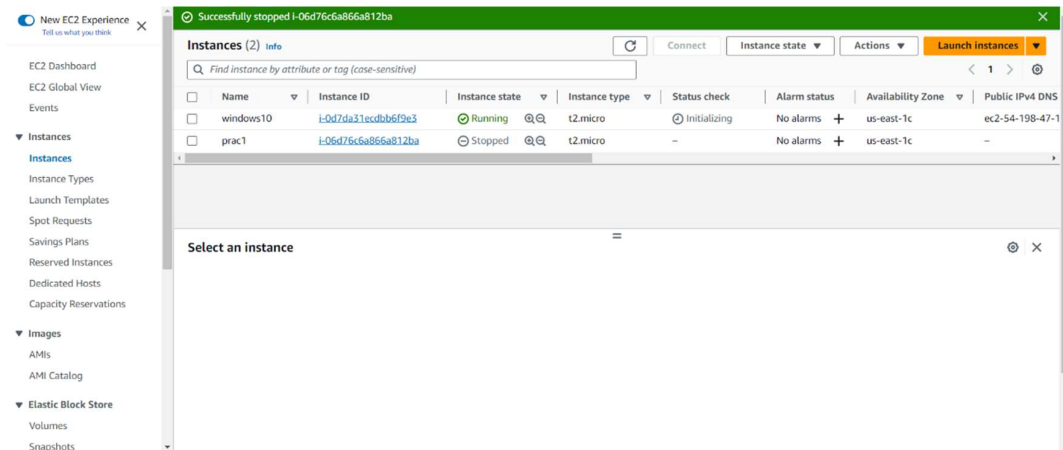 New EC2 Experience
Tell us what you think
EC2 Dashboard
EC2 Global View
Events
Instances
Instances
Instance Types
Launch Templates
Spot Requests
Savings Plans
Reserved Instances
Dedicated Hosts
Capacity Reservations
Images
AMIs
AMI Catalog
Elastic Block Store
Volumes
Snapshots
Successfully stopped i-06d76c6a866a812ba
Instances (2) Info
Connect Instance state Actions Launch instances
Find instance by attribute or tag (case-sensitive)
1
Name Instance ID Instance state Instance type Status check Alarm status Availability Zone Public IPv4 DNS
windows10 i-0d7da31ecdbb6f9e3 Running t2.micro Initializing No alarms + us-east-1c ec2-54-198-47-1
prac1 i-06d76c6a866a812ba Stopped t2.micro – No alarms + us-east-1c –
Select an instance